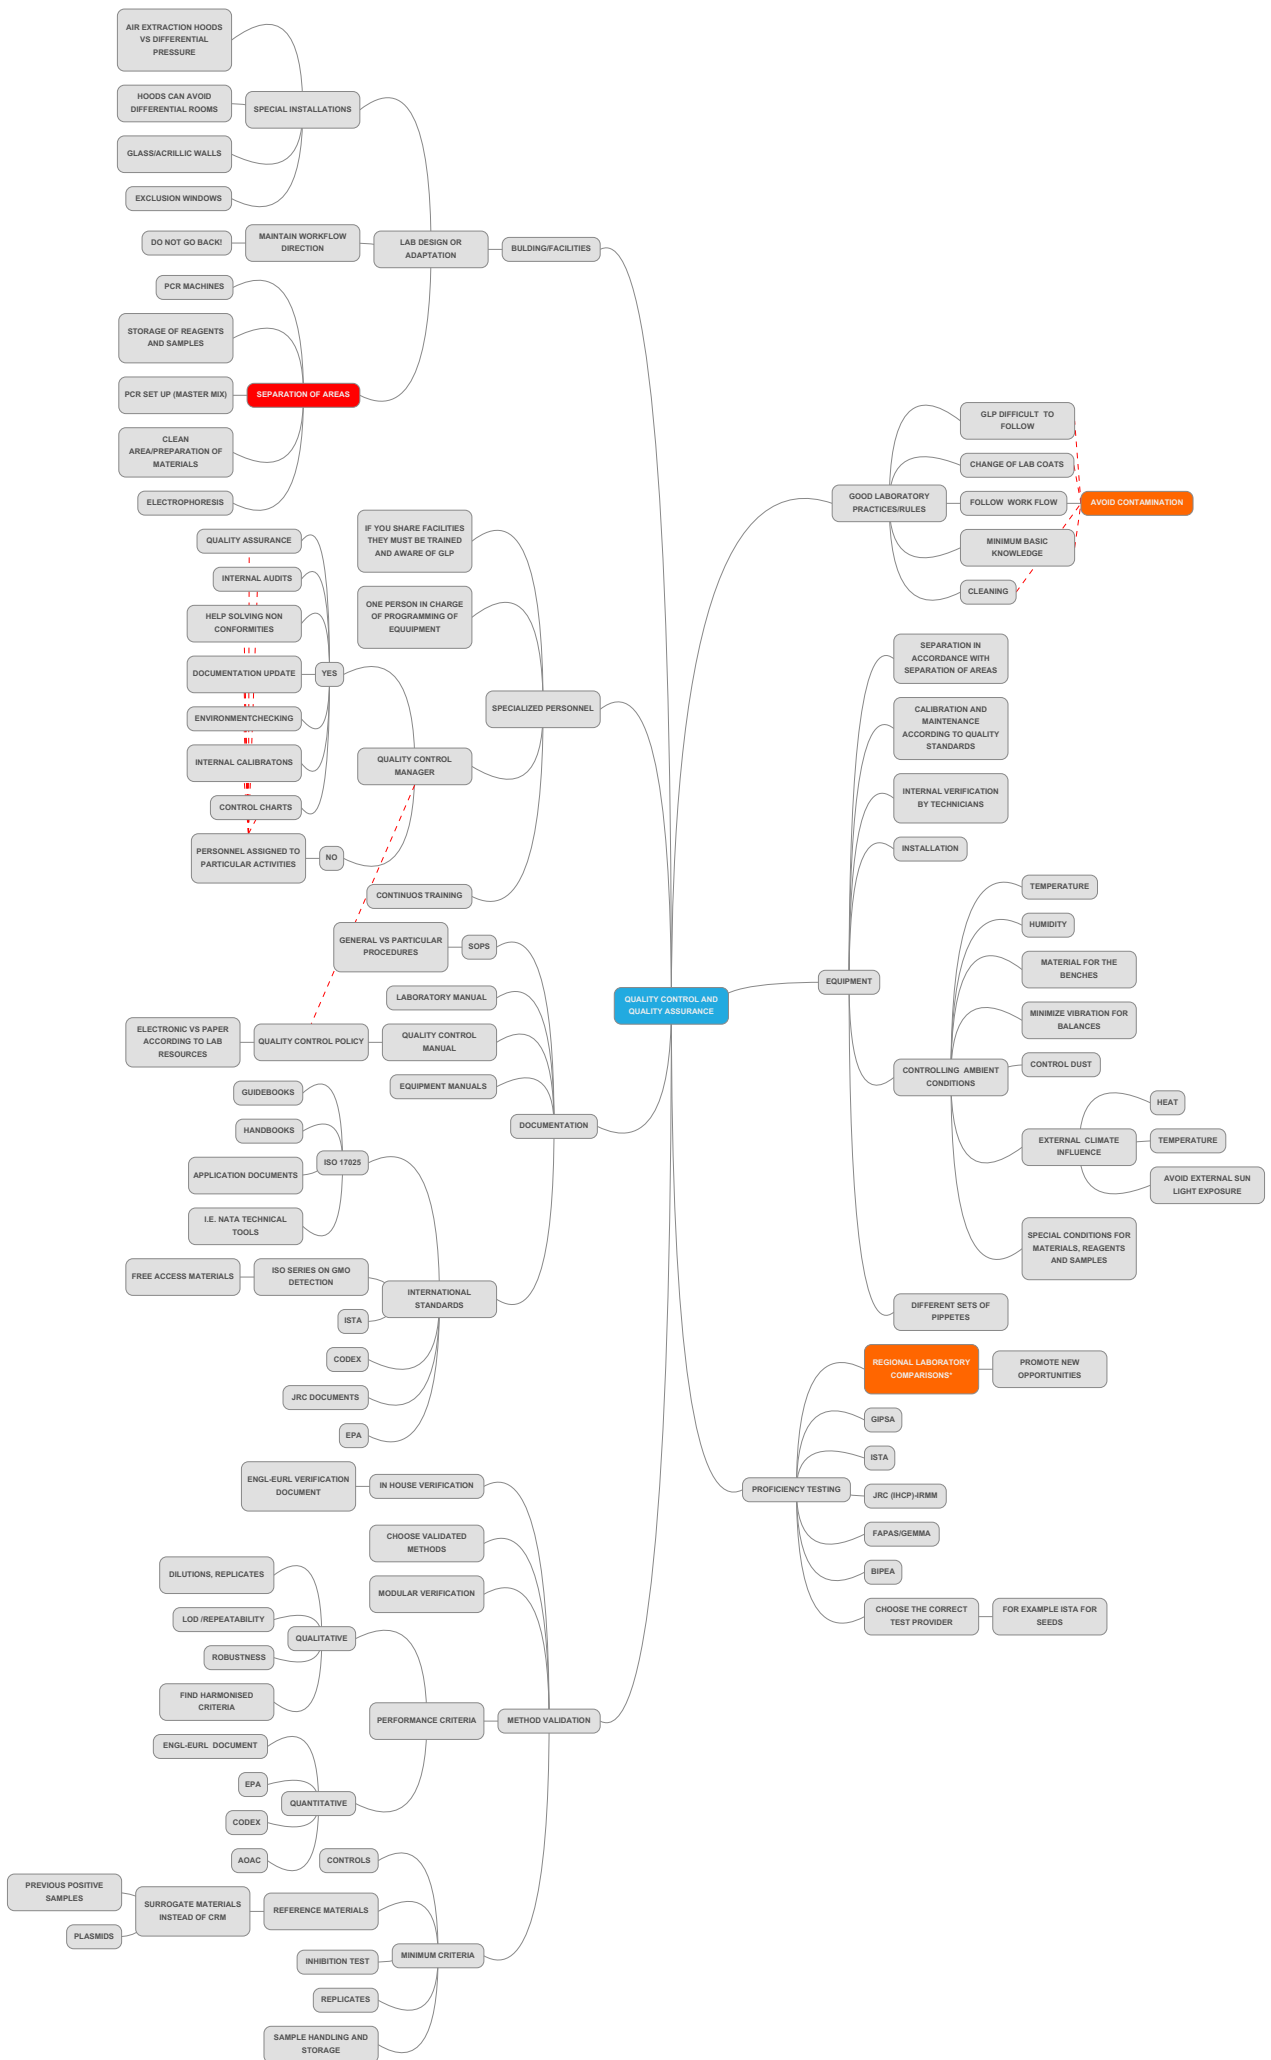 AIR EXTRACTION HOODS
VS DIFFERENTIAL
PRESSURE
HOODS CAN AVOID
DIFFERENTIAL ROOMS
SPECIAL INSTALLATIONS
GLASS/ACRILLIC WALLS
EXCLUSION WINDOWS
DO NOT GO BACK!
MAINTAIN WORKFLOW
DIRECTION
LAB DESIGN OR
ADAPTATION
BULDING/FACILITIES
PCR MACHINES
STORAGE OF REAGENTS
AND SAMPLES
PCR SET UP (MASTER MIX)
SEPARATION OF AREAS
CLEAN
AREA/PREPARATION OF
MATERIALS
ELECTROPHORESIS
IF YOU SHARE FACILITIES
THEY MUST BE TRAINED
AND AWARE OF GLP
ONE PERSON IN CHARGE
OF PROGRAMMING OF
EQUUIPMENT
QUALITY ASSURANCE
INTERNAL AUDITS
HELP SOLVING NON
CONFORMITIES
DOCUMENTATION UPDATE
YES
ENVIRONMENTCHECKING
INTERNAL CALIBRATONS
CONTROL CHARTS
PERSONNEL ASSIGNED TO
PARTICULAR ACTIVITIES
NO
QUALITY CONTROL
MANAGER
SPECIALIZED PERSONNEL
CONTINUOS TRAINING
GENERAL VS PARTICULAR
PROCEDURES
SOPS
LABORATORY MANUAL
ELECTRONIC VS PAPER
ACCORDING TO LAB
RESOURCES
QUALITY CONTROL POLICY
QUALITY CONTROL
MANUAL
EQUIPMENT MANUALS
DOCUMENTATION
GUIDEBOOKS
HANDBOOKS
ISO 17025
APPLICATION DOCUMENTS
I.E. NATA TECHNICAL
TOOLS
FREE ACCESS MATERIALS
ISO SERIES ON GMO
DETECTION
INTERNATIONAL
STANDARDS
ISTA
CODEX
JRC DOCUMENTS
EPA
ENGL-EURL VERIFICATION
DOCUMENT
IN HOUSE VERIFICATION
CHOOSE VALIDATED
METHODS
MODULAR VERIFICATION
DILUTIONS, REPLICATES
LOD /REPEATABILITY
QUALITATIVE
ROBUSTNESS
FIND HARMONISED
CRITERIA
PERFORMANCE CRITERIA
METHOD VALIDATION
ENGL-EURL  DOCUMENT
EPA
QUANTITATIVE
CODEX
AOAC
CONTROLS
PREVIOUS POSITIVE
SAMPLES
PLASMIDS
SURROGATE MATERIALS
INSTEAD OF CRM
REFERENCE MATERIALS
INHIBITION TEST
MINIMUM CRITERIA
REPLICATES
SAMPLE HANDLING AND
STORAGE
QUALITY CONTROL AND
QUALITY ASSURANCE
GLP DIFFICULT  TO
FOLLOW
CHANGE OF LAB COATS
GOOD LABORATORY
PRACTICES/RULES
FOLLOW  WORK FLOW
AVOID CONTAMINATION
MINIMUM BASIC
KNOWLEDGE
CLEANING
SEPARATION IN
ACCORDANCE WITH
SEPARATION OF AREAS
CALIBRATION AND
MAINTENANCE
ACCORDING TO QUALITY
STANDARDS
INTERNAL VERIFICATION
BY TECHNICIANS
INSTALLATION
EQUIPMENT
TEMPERATURE
HUMIDITY
MATERIAL FOR THE
BENCHES
MINIMIZE VIBRATION FOR
BALANCES
CONTROLLING  AMBIENT
CONDITIONS
CONTROL DUST
EXTERNAL  CLIMATE
INFLUENCE
HEAT
TEMPERATURE
AVOID EXTERNAL SUN
LIGHT EXPOSURE
SPECIAL CONDITIONS FOR
MATERIALS, REAGENTS
AND SAMPLES
DIFFERENT SETS OF
PIPPETES
REGIONAL LABORATORY
COMPARISONS*
PROMOTE NEW
OPPORTUNITIES
GIPSA
ISTA
PROFICIENCY TESTING
JRC (IHCP)-IRMM
FAPAS/GEMMA
BIPEA
CHOOSE THE CORRECT
TEST PROVIDER
FOR EXAMPLE ISTA FOR
SEEDS